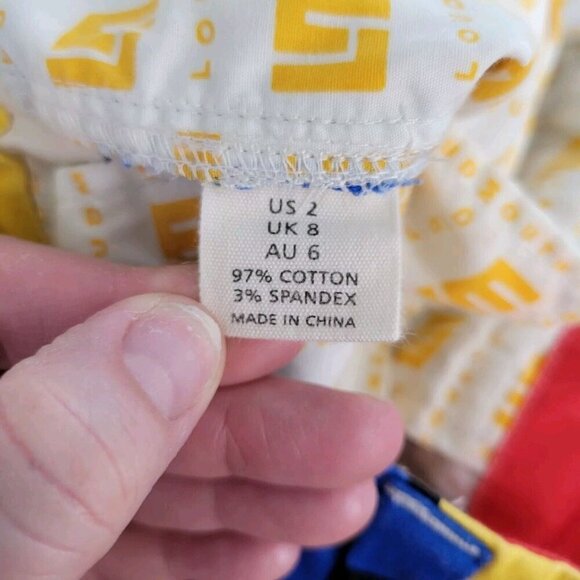 US 2
UK 8
AU 6
97% COTTON
3% SPANDEX
MADE IN CHINA